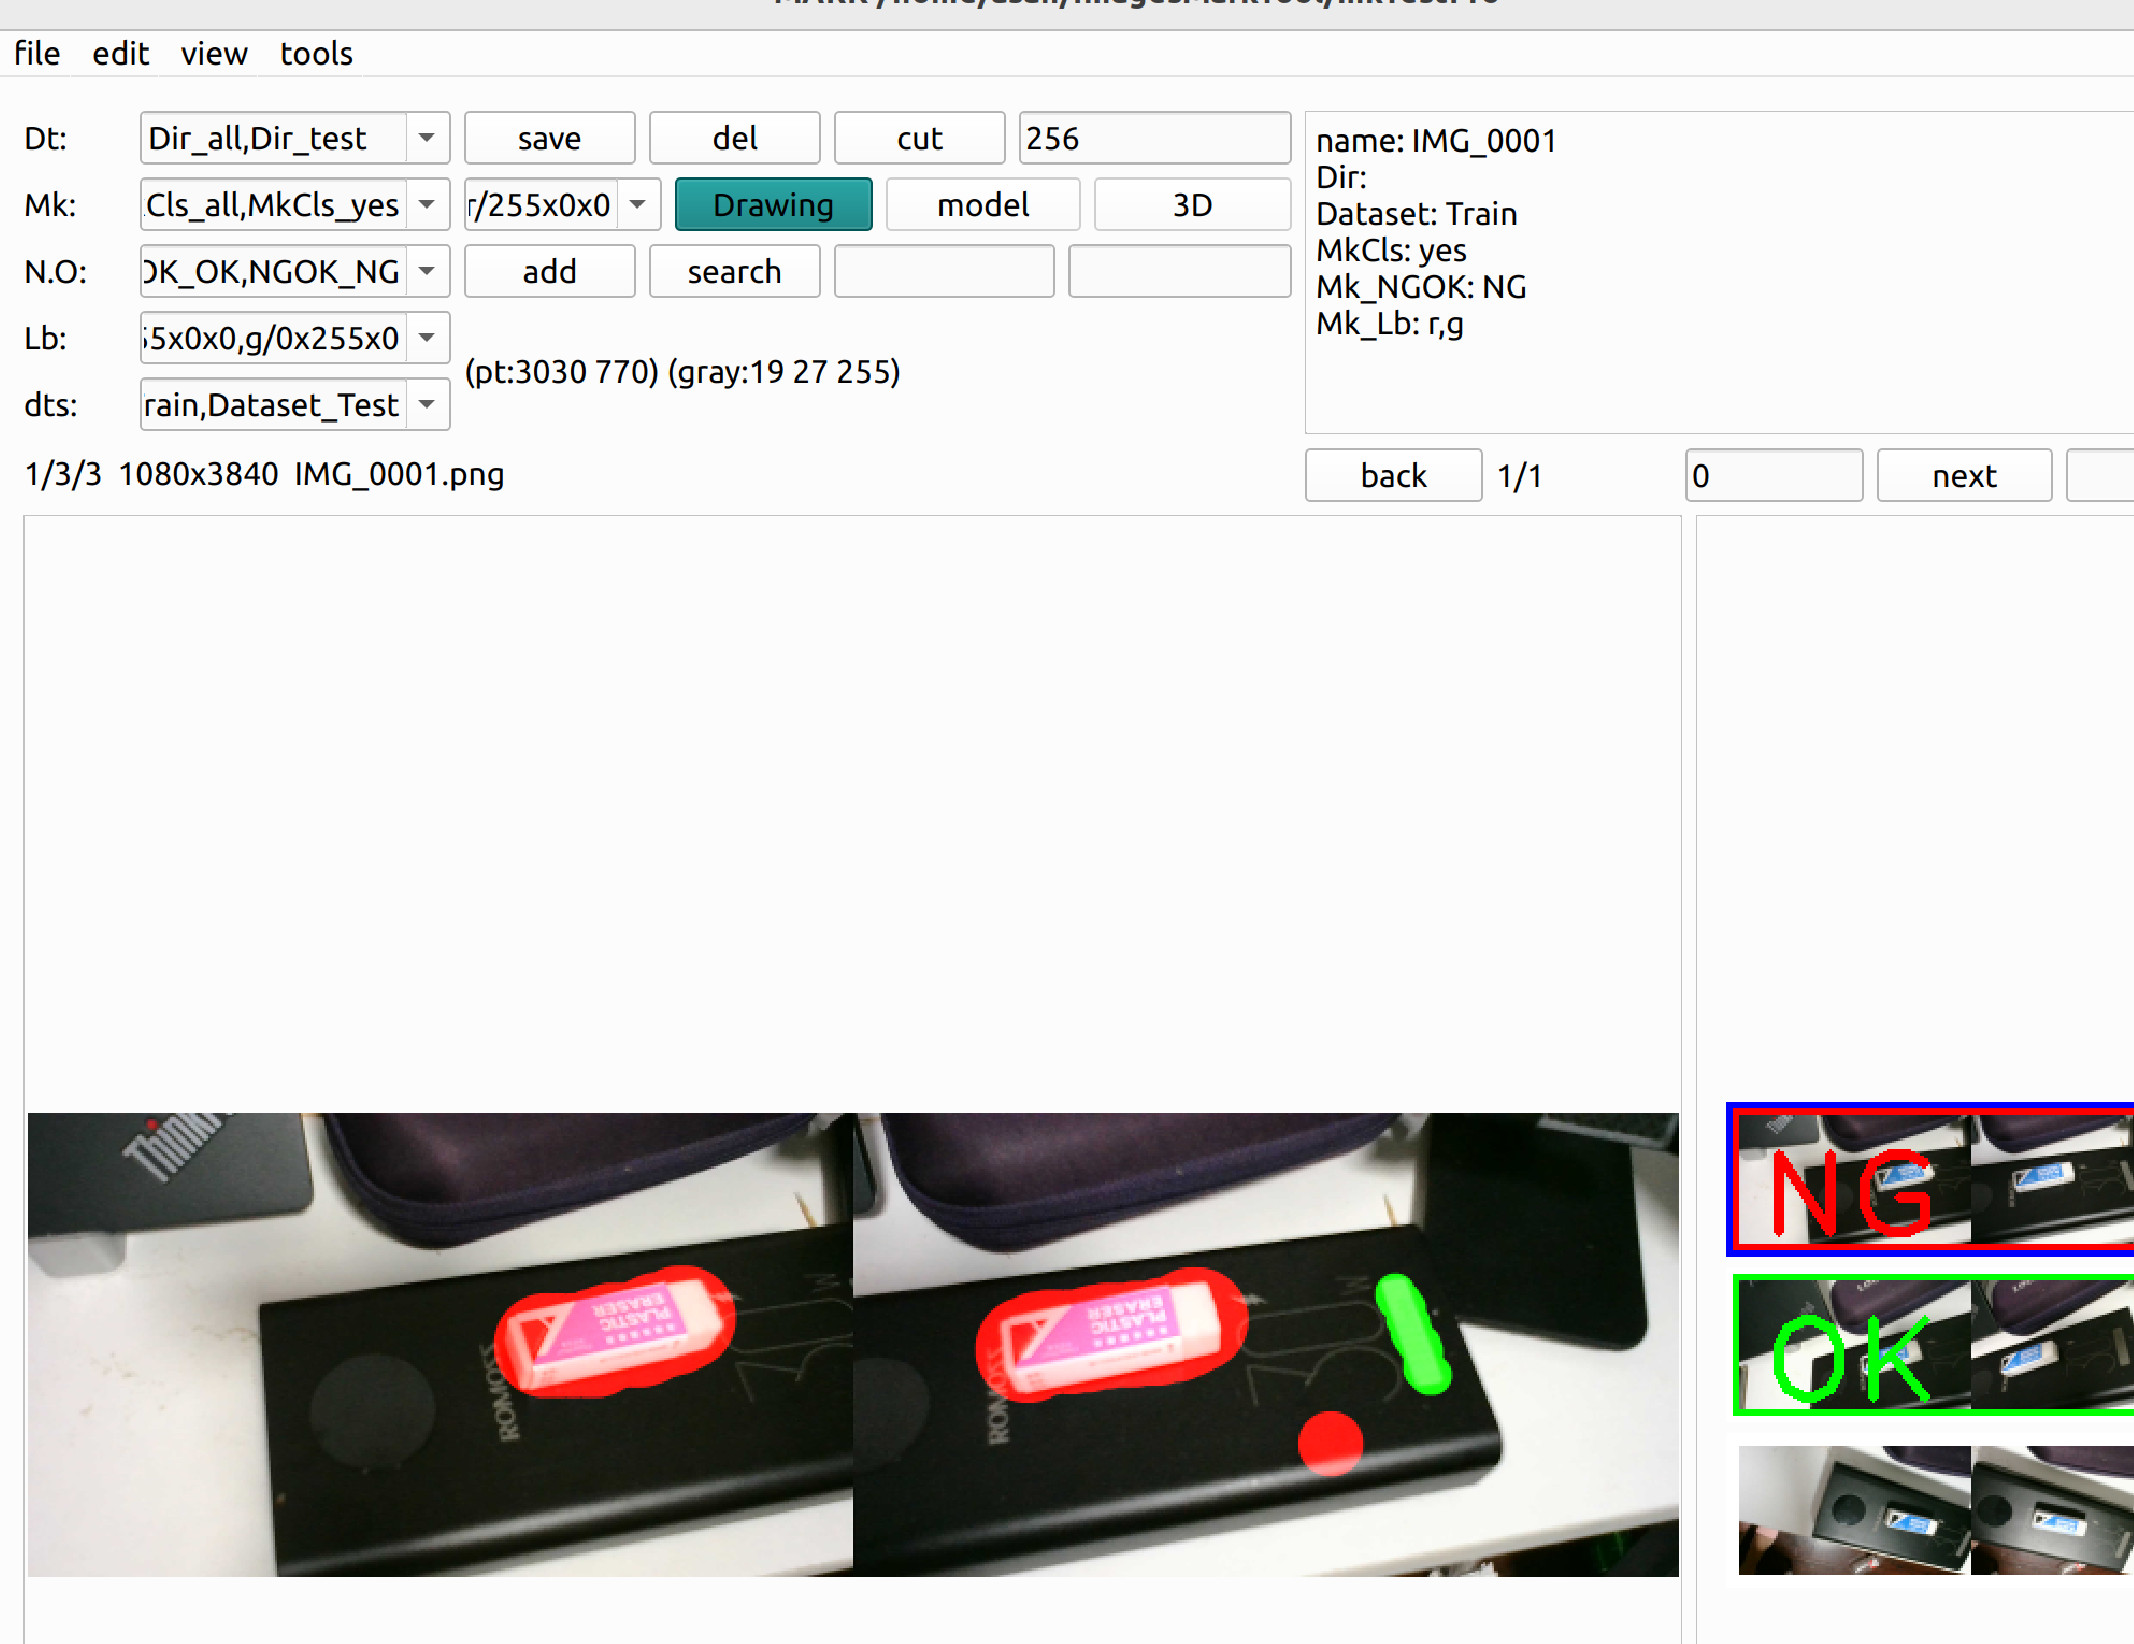 file edit view tools
Dt: Dir_all,Dir_test save del cut 256
Mk: Cls_all,MkCls_yes r/255x0x0 Drawing model 3D
N.O: OK_OK,NGOK_NG add search
Lb: 55x0x0,g/0x255x0
(pt:3030 770) (gray:19 27 255)
dts: rain,Dataset_Test
1/3/3 1080x3840 IMG_0001.png
name: IMG_0001
Dir:
Dataset: Train
MkCls: yes
Mk_NGOK: NG
Mk_Lb: r,g
back 1/1 0 next
Think
PLASTIC
ERASER
ROMOSS
PLASTIC
ERASER
ROMOSS
NG
OK